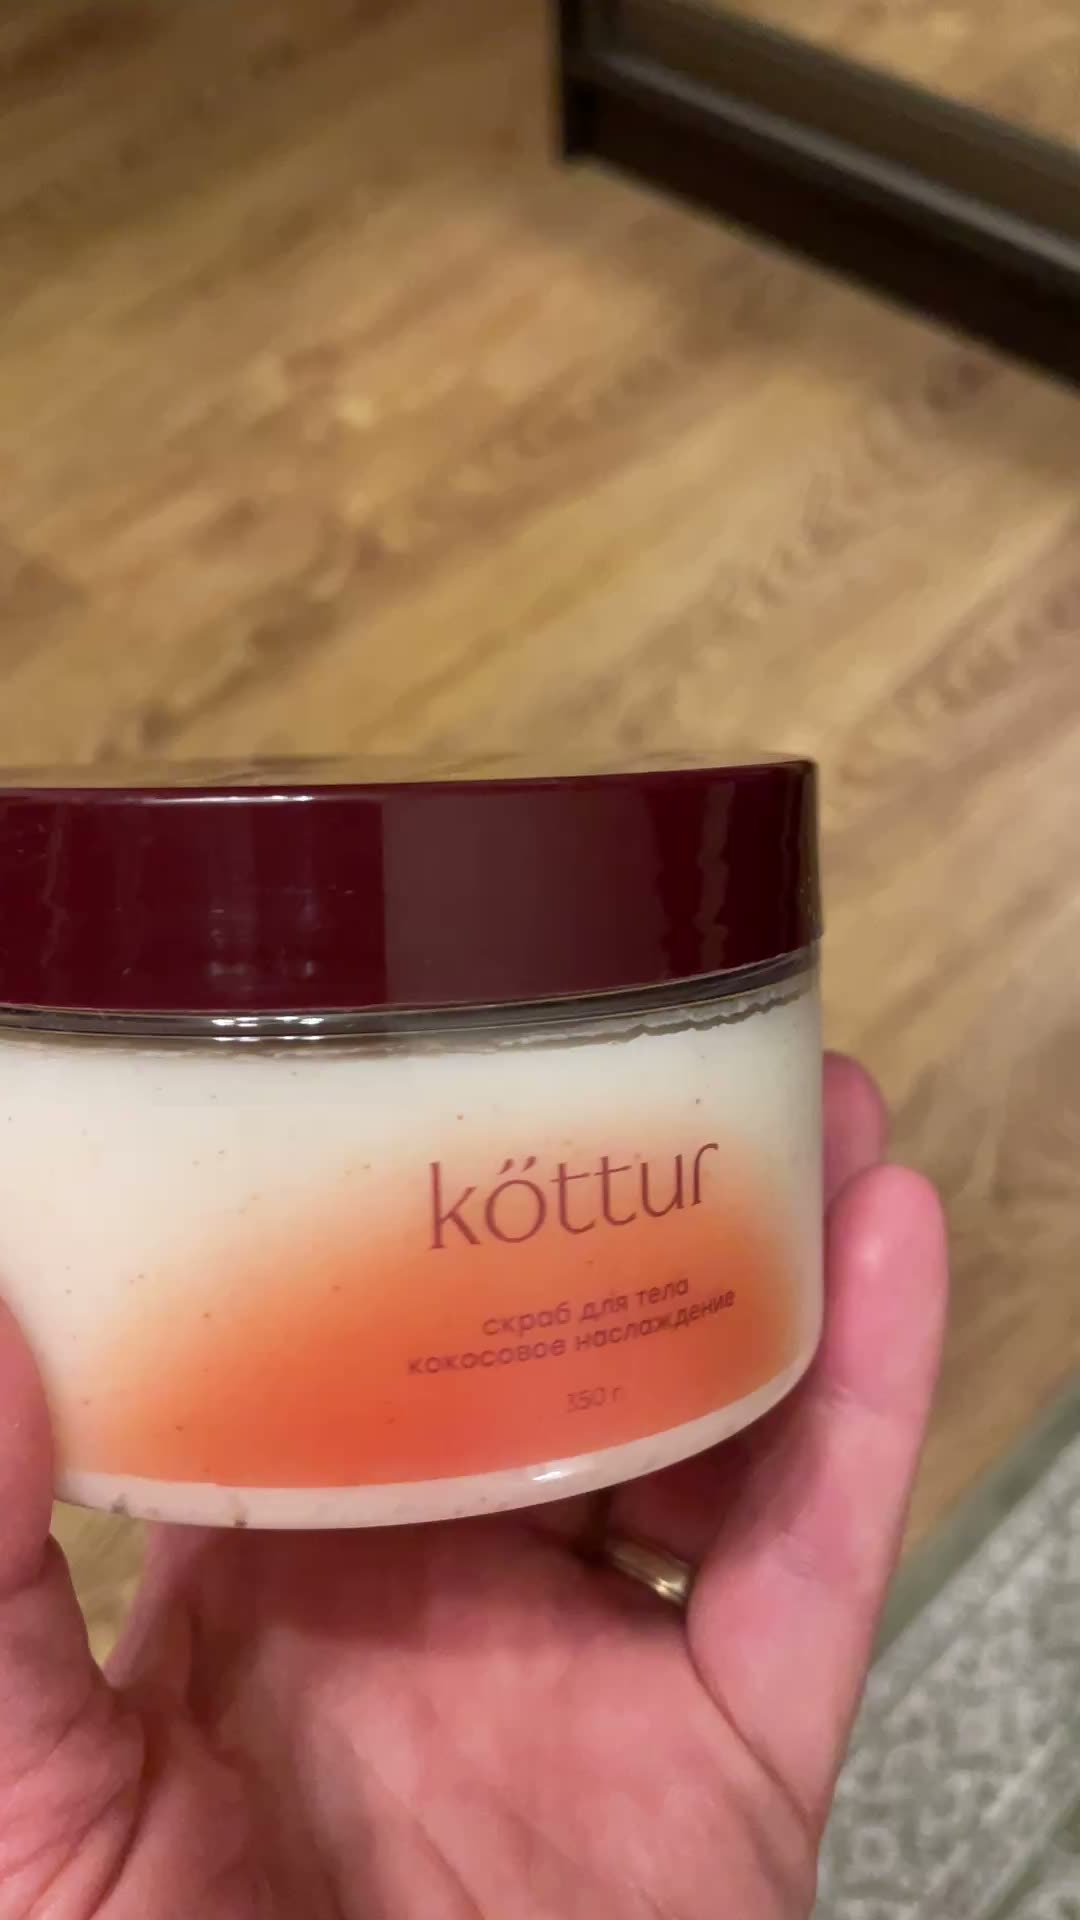 köttur
скраб для тела
кокосовое наслаждение
350 г